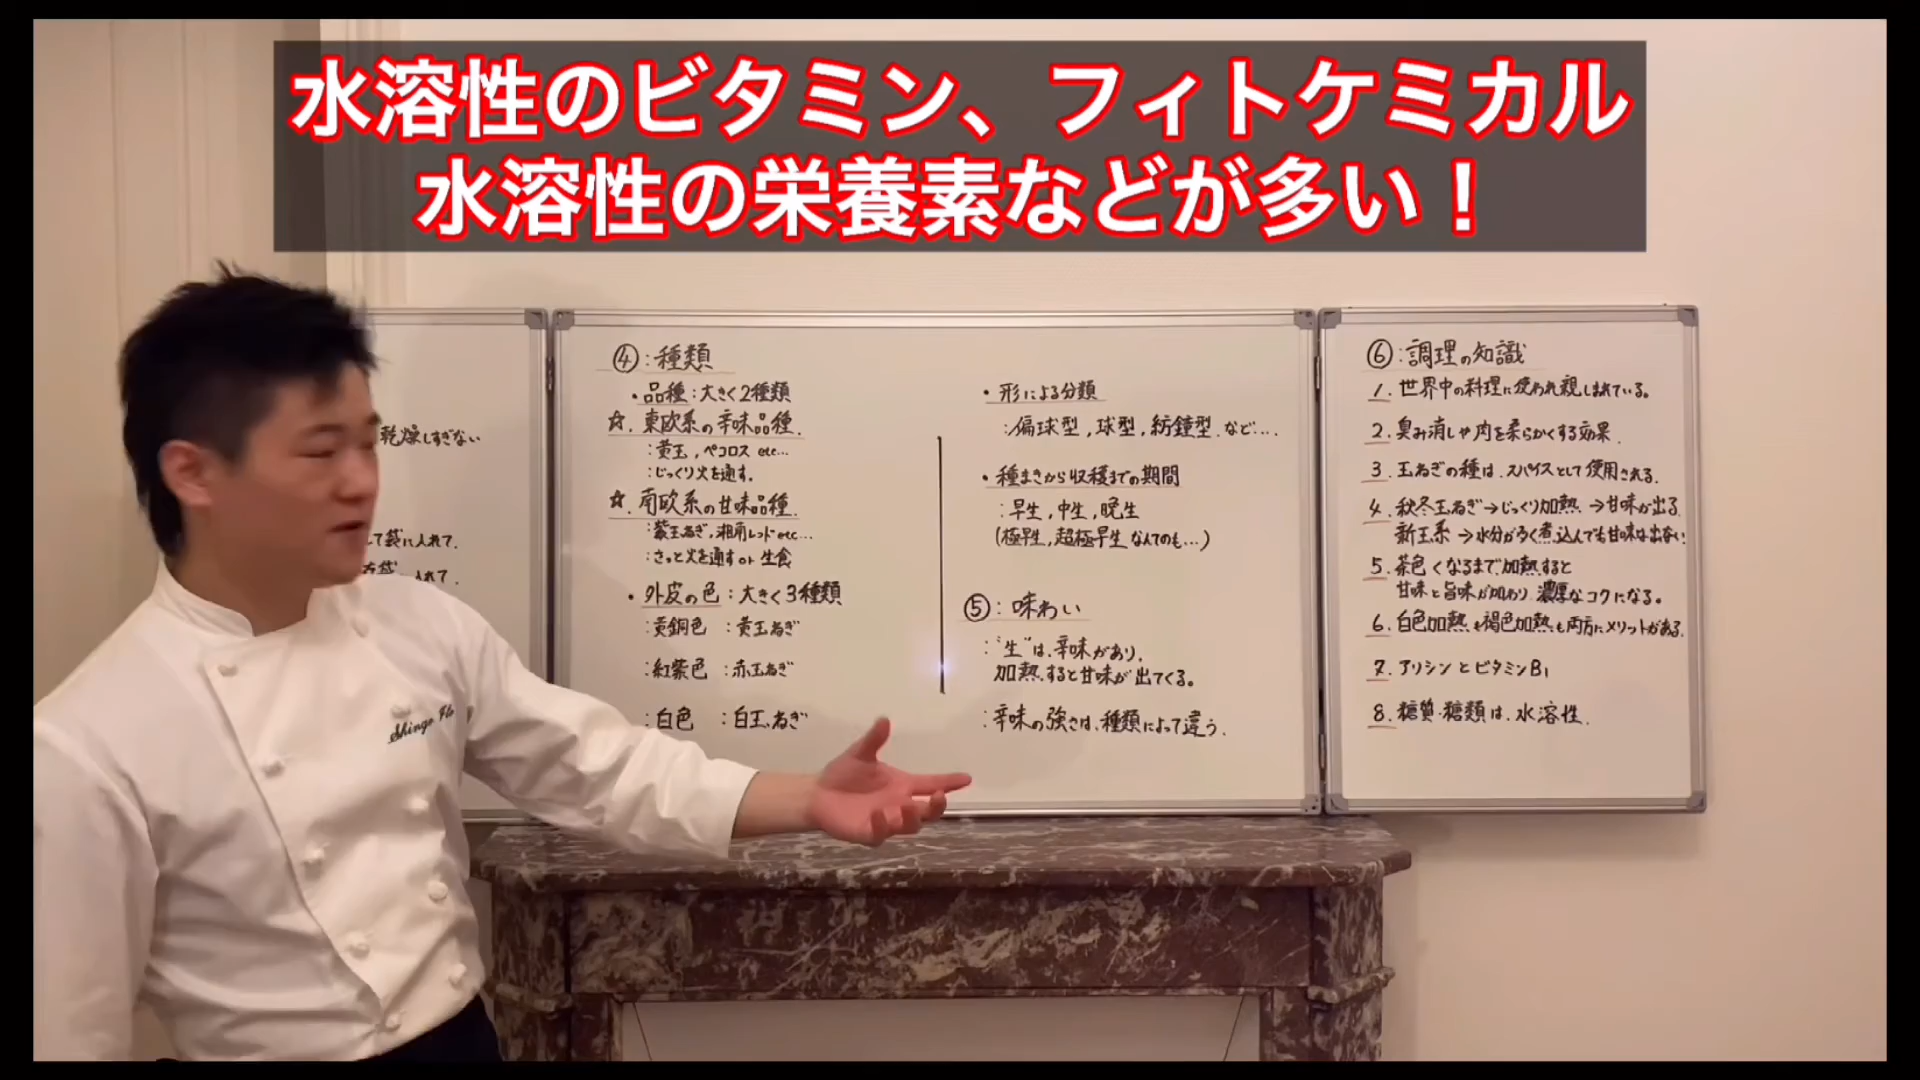 水溶性のビタミン、フィトケミカル
水溶性の栄養素などが多い!
乾燥しすぎない
て袋に入れて.
入れて.
Shingo
④:種類
・品種:大きく2種類
☆.東欧系の辛味品種.
:黄玉,ペコロス etc...
:じっくり火を通す。
☆.南欧系の甘味品種.
:紫玉ねぎ,湘南レッドetc...
:さっと火を通す or 生食
・外皮の色:大きく3種類
:黄銅色 :黄玉ねぎ
:紅紫色 :赤玉ねぎ
:白色 :白玉ねぎ
・形による分類
:偏球型,球型,紡錘型.など...
・種まきから収穫までの期間
:早生,中生,晩生
(極早生,超極早生なんてのも...)
⑤:味わい
:"生"は.辛味があり.
加熱すると甘味が出てくる。
:辛味の強さは、種類によって違う.
⑥:調理の知識
1.世界中の料理に使われ親しまれている。
2.臭み消しや肉を柔らかくする効果.
3.玉ねぎの種は.スパイスとして使用される.
4.秋冬玉ねぎ→じっくり加熱→甘味が出る
新玉系→水分が多く煮込んでも甘味は出ない
5.茶色くなるまで加熱すると
甘味と旨味が加わり濃厚なコクになる。
6.白色加熱も褐色加熱も両方にメリットがある.
7.アリシンとビタミンB1
8.糖質・糖類は.水溶性.